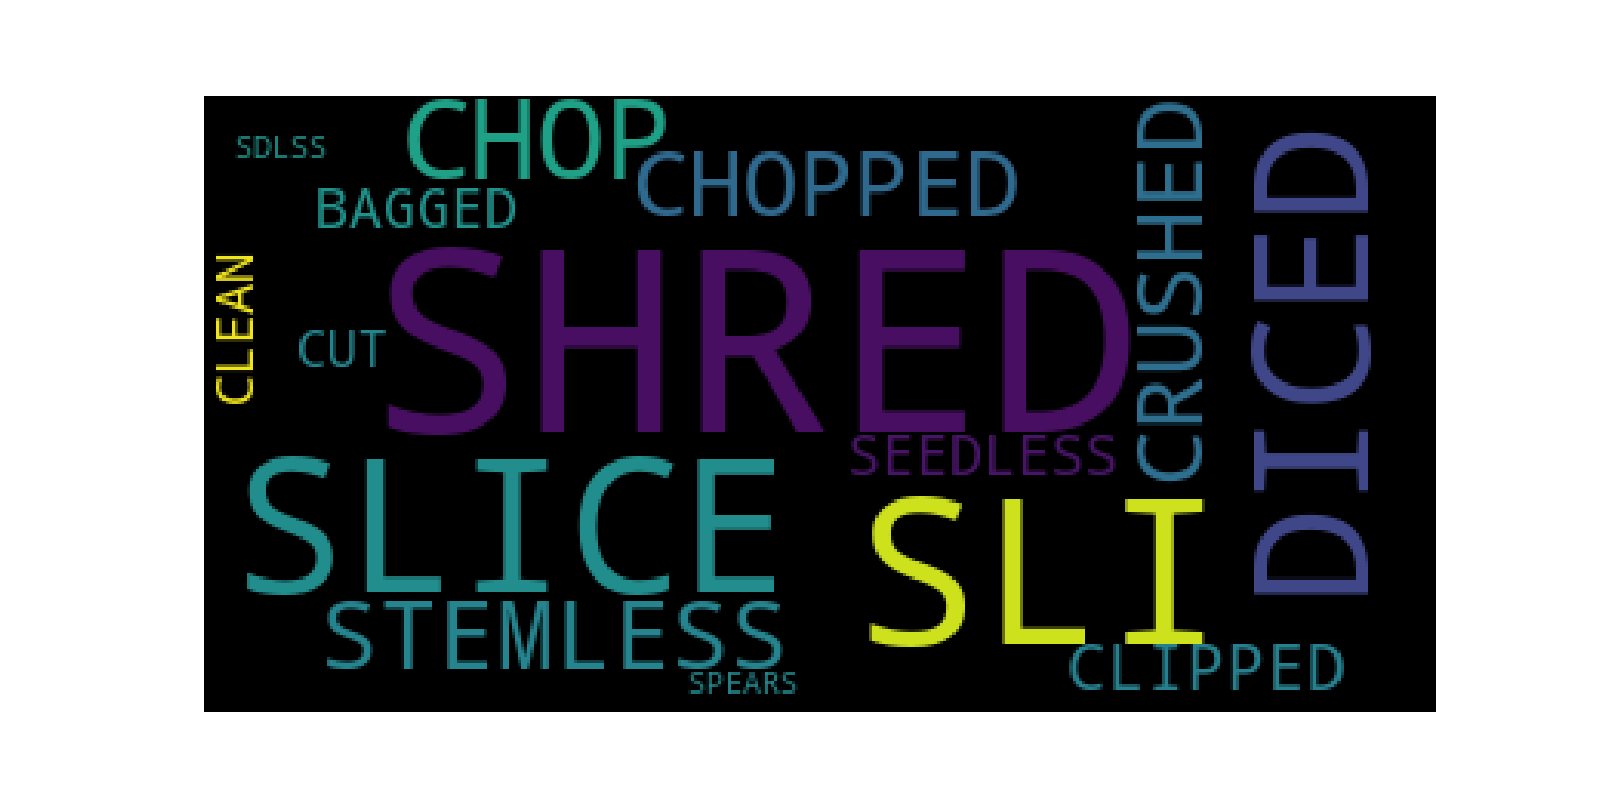 CHOP
SDLSS
CHOPPED
BAGGED
CRUSHED
DICED
CLEAN
CUT
SHRED
SEEDLESS
SLICE
SLI
STEMLESS
CLIPPED
SPEARS